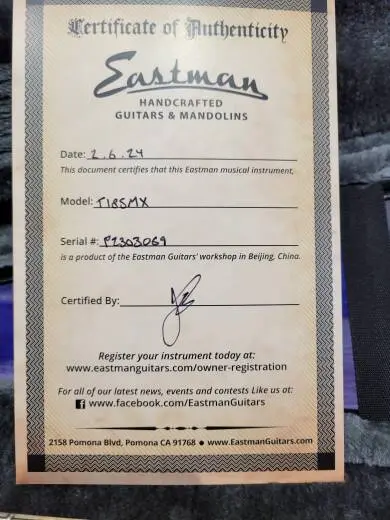 Certificate of Authenticity
Eastman
HANDCRAFTED
GUITARS & MANDOLINS
Date: 2.6.24
This document certifies that this Eastman musical instrument,
Model: T185MX
Serial #: P2303069
is a product of the Eastman Guitars' workshop in Beijing, China.
Certified By:
Register your instrument today at:
www.eastmanguitars.com/owner-registration
For all of our latest news, events and contests Like us at:
f www.facebook.com/EastmanGuitars
2158 Pomona Blvd, Pomona CA 91768 ● www.EastmanGuitars.com